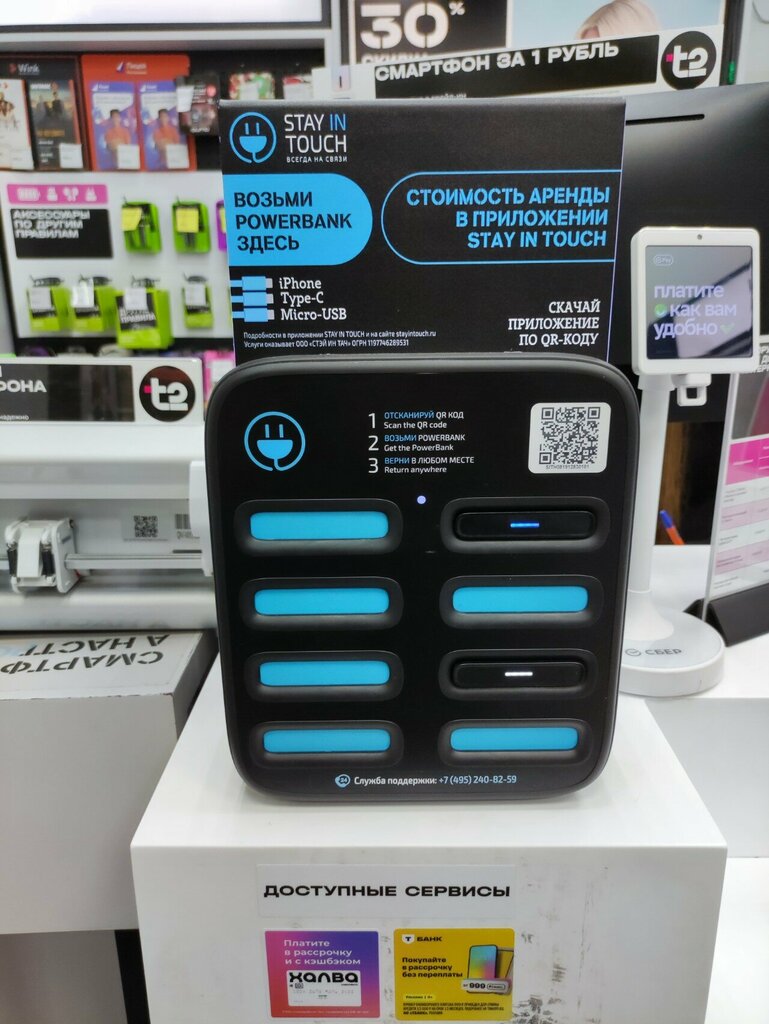 30%
СМАРТФОН ЗА 1 РУБЛЬ
t2
Wink
АКСЕССУАРЫ
ПО ДРУГИМ
ПРАВИЛАМ
STAY IN
TOUCH
ВСЕГДА НА СВЯЗИ
ВОЗЬМИ
POWERBANK
ЗДЕСЬ
СТОИМОСТЬ АРЕНДЫ
В ПРИЛОЖЕНИИ
STAY IN TOUCH
iPhone
Type-C
Micro-USB
СКАЧАЙ
ПРИЛОЖЕНИЕ
ПО QR-КОДУ
Подробности в приложении STAY IN TOUCH и на сайте stayintouch.ru
Услуги оказывает ООО «СТЭЙ ИН ТАЧ» ОГРН 1197746289531
платите
как вам
удобно
ФОНА
t2
1 ОТСКАНИРУЙ QR КОД
Scan the QR code
2 ВОЗЬМИ POWERBANK
Get the PowerBank
3 ВЕРНИ В ЛЮБОМ МЕСТЕ
Return anywhere
СБЕР
24 Служба поддержки: +7 (495) 240-82-59
ДОСТУПНЫЕ СЕРВИСЫ
Платите
в рассрочку
и с кэшбэком
ХАЛВА
Т БАНК
Покупайте
в рассрочку
без переплаты
от 999